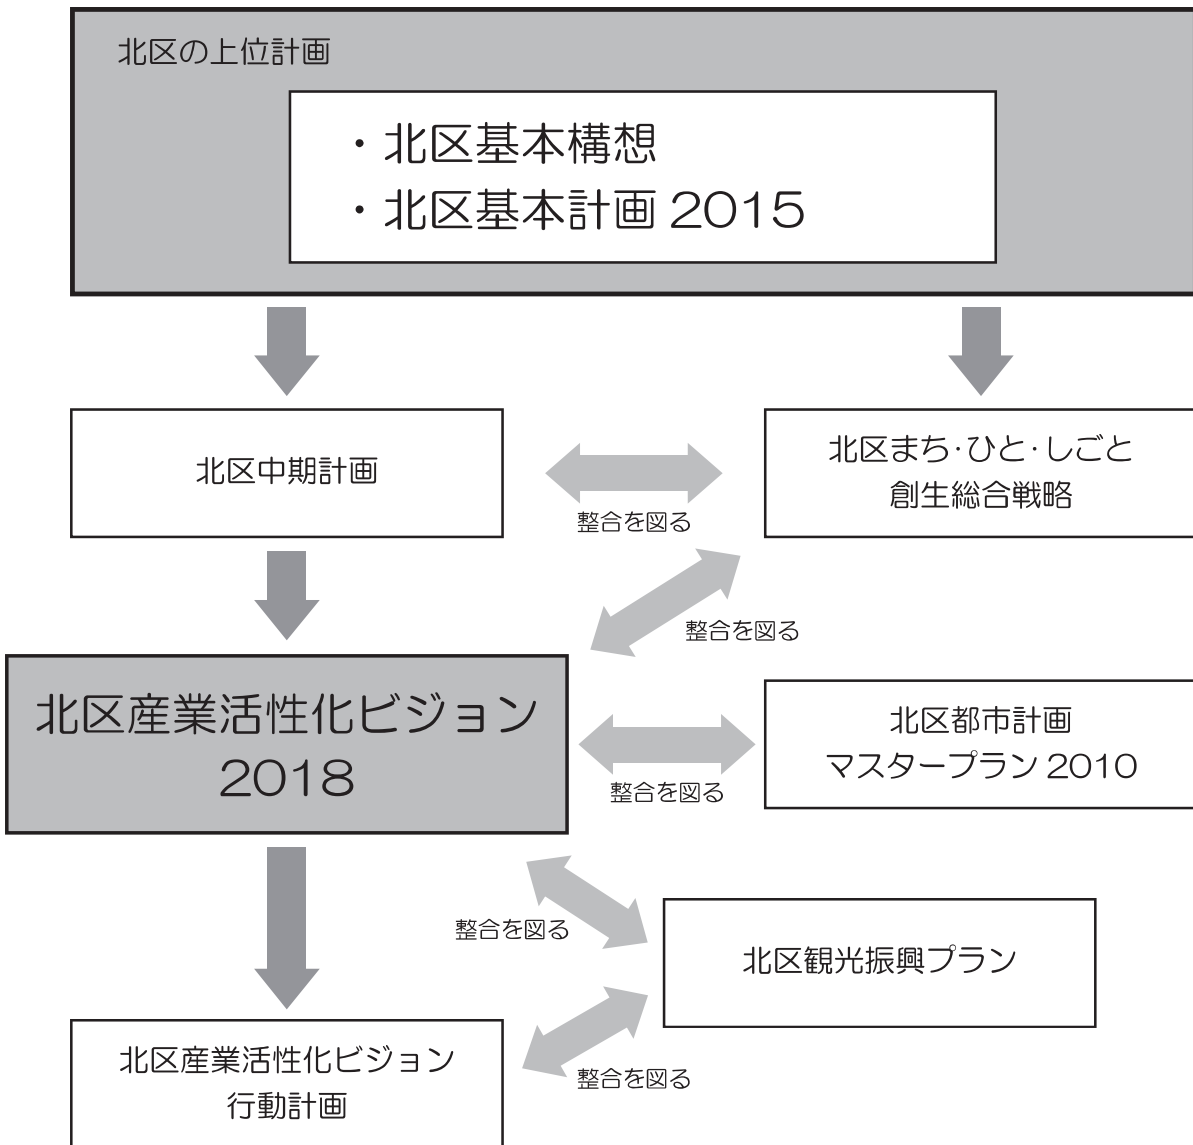 北区の上位計画
・北区基本構想
・北区基本計画 2015
北区中期計画
整合を図る
北区まち・ひと・しごと
創生総合戦略
整合を図る
北区産業活性化ビジョン
2018
整合を図る
北区都市計画
マスタープラン 2010
整合を図る
北区観光振興プラン
北区産業活性化ビジョン
行動計画
整合を図る